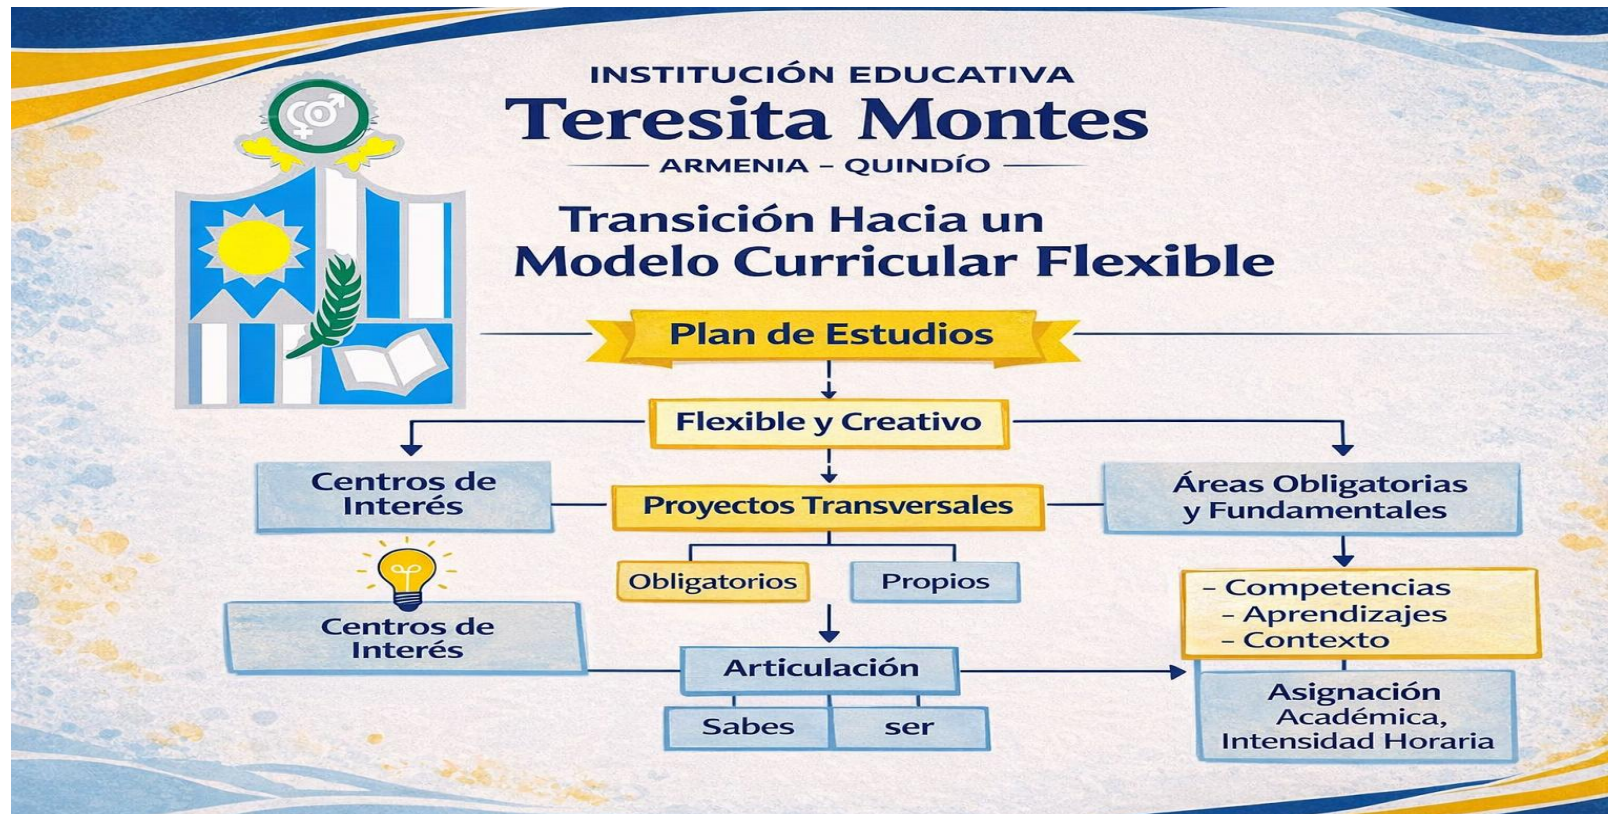 INSTITUCIÓN EDUCATIVA
Teresita Montes
ARMENIA – QUINDÍO
Transición Hacia un
Modelo Curricular Flexible
Plan de Estudios
Flexible y Creativo
Centros de
Interés
Proyectos Transversales
Áreas Obligatorias
y Fundamentales
Obligatorios
Propios
- Competencias
- Aprendizajes
- Contexto
Centros de
Interés
Articulación
Sabes
ser
Asignación
Académica,
Intensidad Horaria